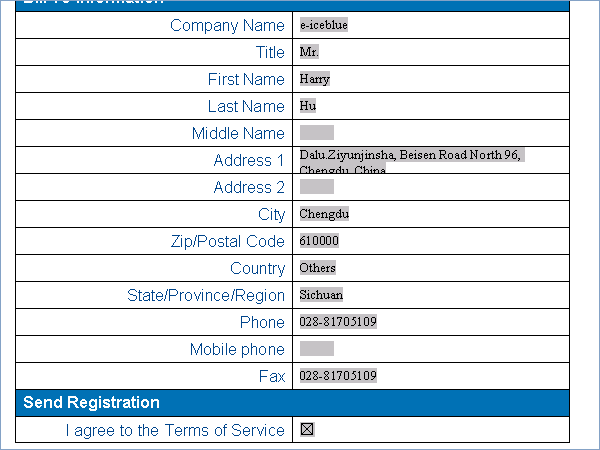 Bill To Information
Company Name e-iceblue
Title Mr.
First Name Harry
Last Name Hu
Middle Name
Address 1 Dalu.Ziyunjinsha, Beisen Road North 96,
Chengdu, China
Address 2
City Chengdu
Zip/Postal Code 610000
Country Others
State/Province/Region Sichuan
Phone 028-81705109
Mobile phone
Fax 028-81705109
Send Registration
I agree to the Terms of Service